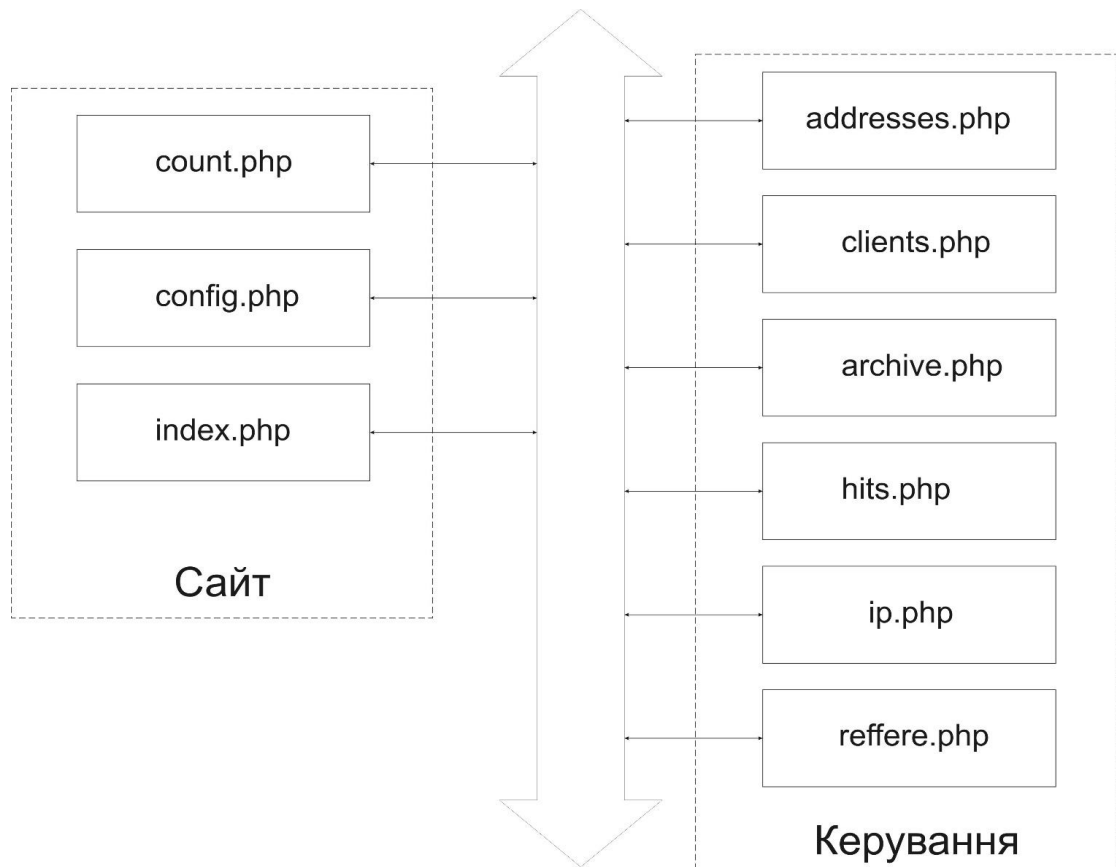 count.php
config.php
index.php
Сайт
addresses.php
clients.php
archive.php
hits.php
ip.php
reffere.php
Керування